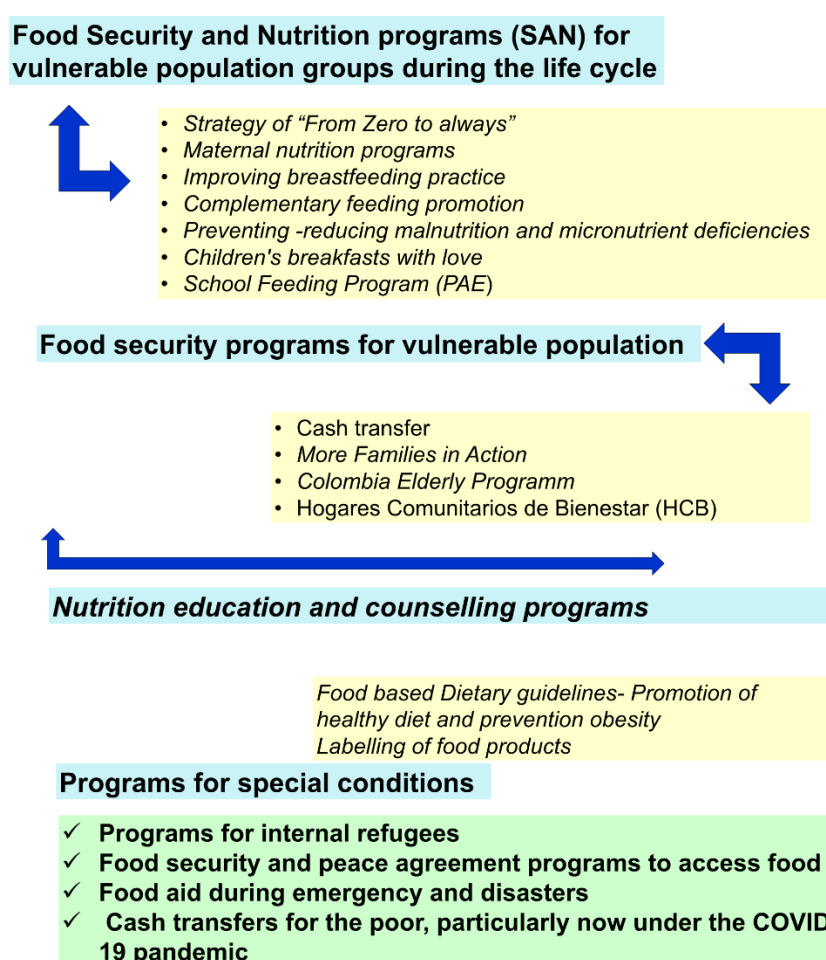 Food Security and Nutrition programs (SAN) for
vulnerable population groups during the life cycle
• Strategy of “From Zero to always”
• Maternal nutrition programs
• Improving breastfeeding practice
• Complementary feeding promotion
• Preventing -reducing malnutrition and micronutrient deficiencies
• Children's breakfasts with love
• School Feeding Program (PAE)
Food security programs for vulnerable population
• Cash transfer
• More Families in Action
• Colombia Elderly Programm
• Hogares Comunitarios de Bienestar (HCB)
Nutrition education and counselling programs
Food based Dietary guidelines- Promotion of
healthy diet and prevention obesity
Labelling of food products
Programs for special conditions
✓ Programs for internal refugees
✓ Food security and peace agreement programs to access food
✓ Food aid during emergency and disasters
✓ Cash transfers for the poor, particularly now under the COVID
19 pandemic